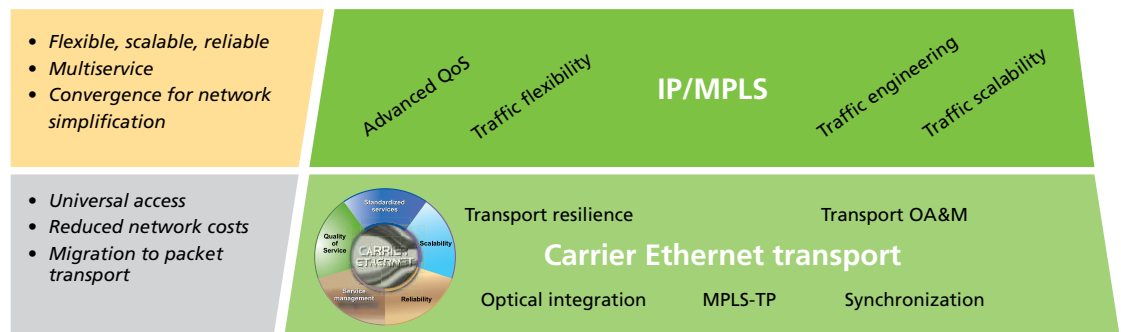 • Flexible, scalable, reliable
• Multiservice
• Convergence for network
simplification
Advanced QoS
Traffic flexibility
IP/MPLS
Traffic engineering
Traffic scalability
• Universal access
• Reduced network costs
• Migration to packet
transport
Standardized
services
Quality
of
Service
Scalability
CARRIER
ETHERNET
Service
management
Reliability
Transport resilience
Transport OA&M
Carrier Ethernet transport
Optical integration
MPLS-TP
Synchronization